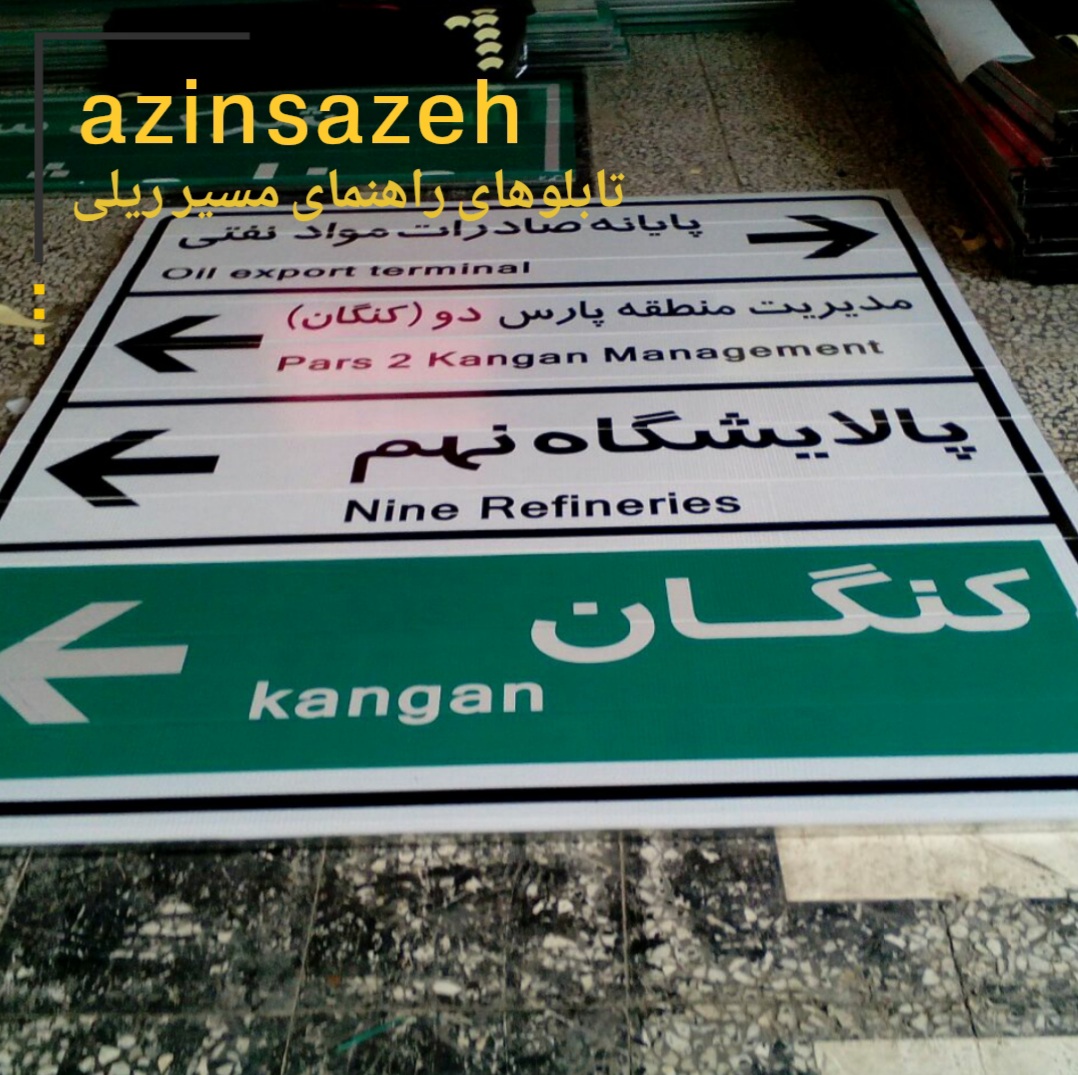 azinsazeh
تابلوهای راهنمای مسیر ریلی
پایانه صادرات مواد نفتی
Oil export terminal
مدیریت منطقه پارس دو (کنگان)
Pars 2 Kangan Management
پالایشگاه نهم
Nine Refineries
کنگـان
kangan